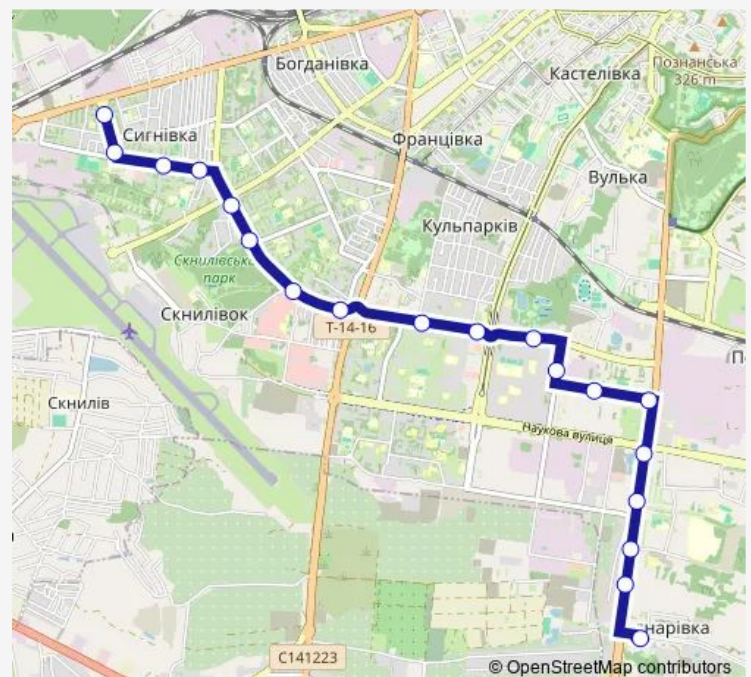 Богданівка
Кастелівка
Познанська
326 m
Сигнівка
Францівка
Вулька
Кульпарків
Скнилівський
парк
Скнилівок
Т-14-16
Скнилів
Наукова вулиця
нарівка
С141223
© OpenStreetMap contributors